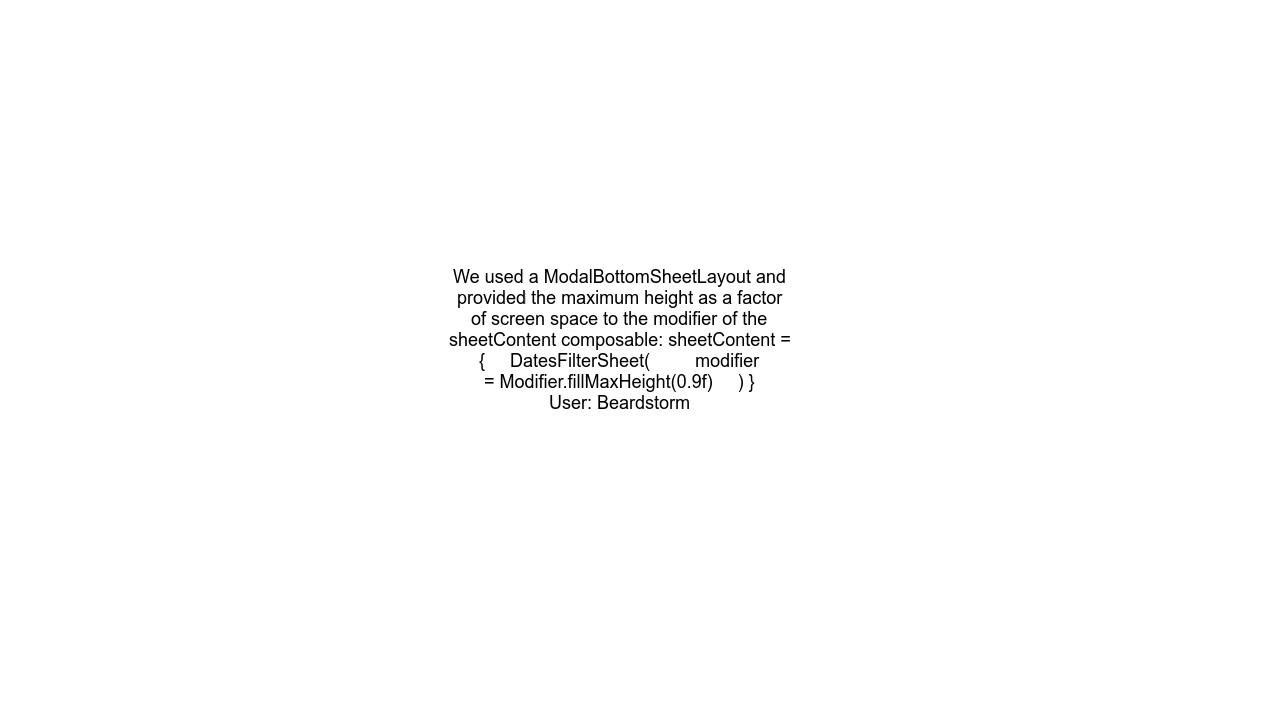 We used a ModalBottomSheetLayout and
provided the maximum height as a factor
of screen space to the modifier of the
sheetContent composable: sheetContent =
{     DatesFilterSheet(         modifier
= Modifier.fillMaxHeight(0.9f)     ) }
User: Beardstorm